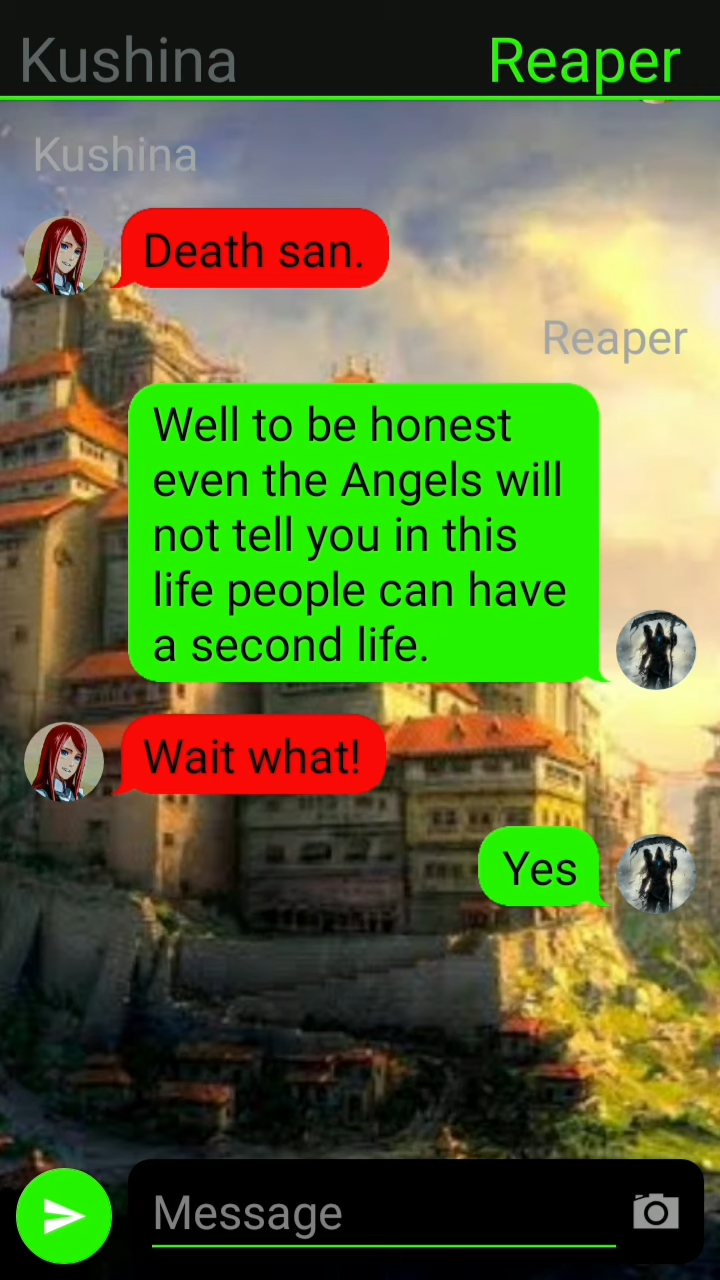 Kushina
Reaper
Kushina
Death san.
Reaper
Well to be honest
even the Angels will
not tell you in this
life people can have
a second life.
Wait what!
Yes
Message